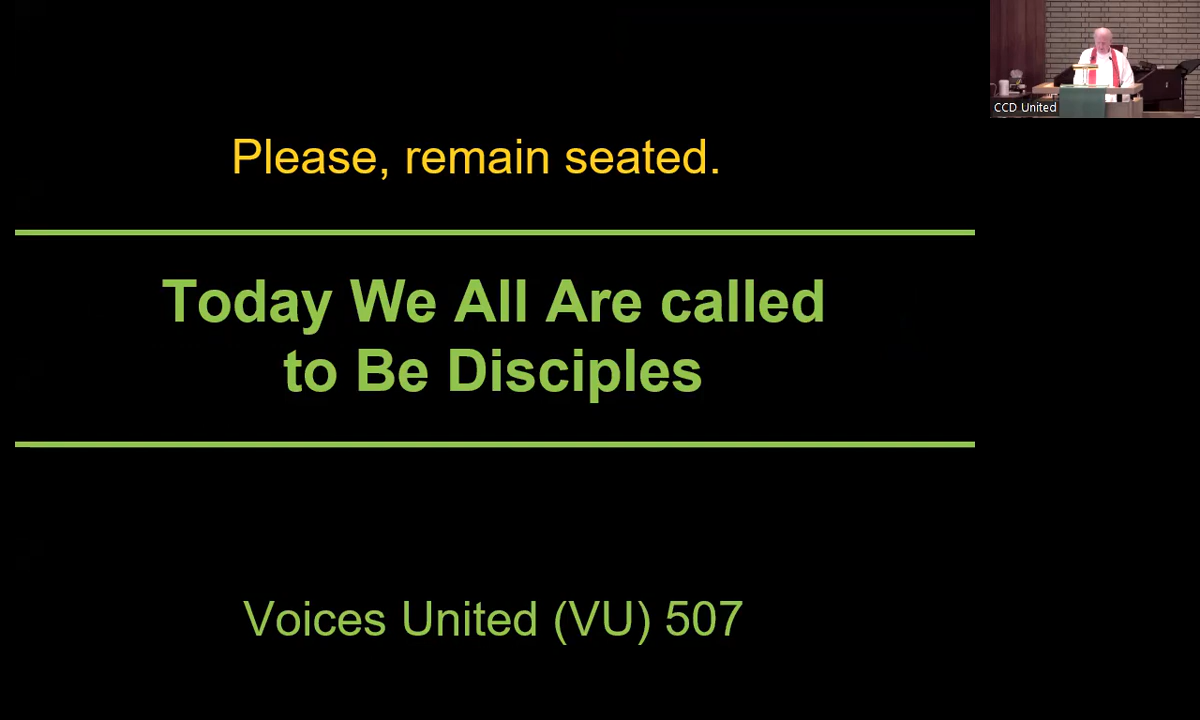 Please, remain seated.
Today We All Are called
to Be Disciples
Voices United (VU) 507
CCD United